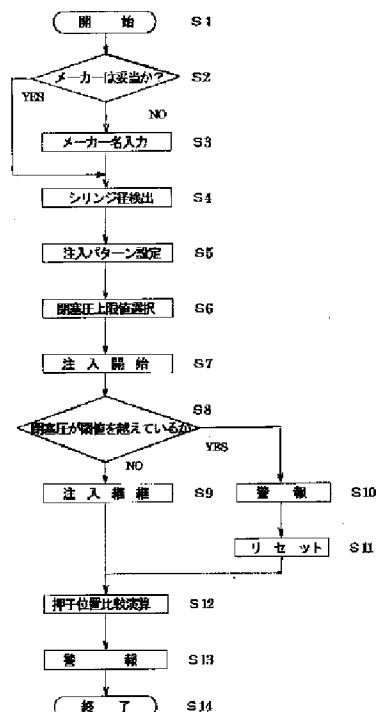 開 始 S1
メーカーは妥当か? S2
YES
NO
メーカー名入力 S3
シリンジ径検出 S4
注入パターン設定 S5
閉塞圧上限値選択 S6
注 入 開 始 S7
S8
閉塞圧が閾値を越えているか
YES
NO
注 入 継 続 S9
警 報 S10
リ セ ッ ト S11
押子位置比較演算 S12
警 報 S13
終 了 S14